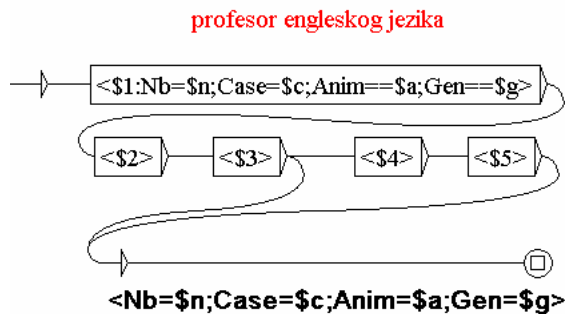 profesor engleskog jezika
<$1:Nb=$n;Case=$c;Anim==$a;Gen==$g>
<$2> <$3> <$4> <$5>
<Nb=$n;Case=$c;Anim=$a;Gen=$g>